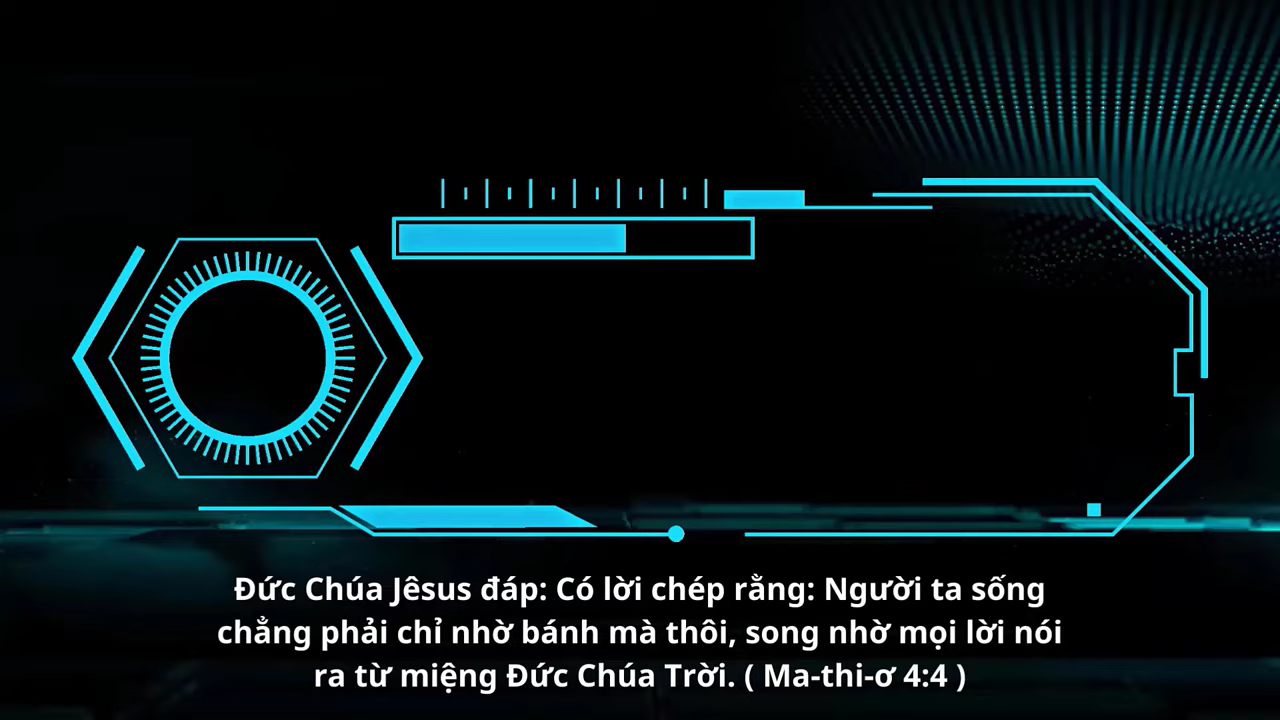 Đức Chúa Jêsus đáp: Có lời chép rằng: Người ta sống
chẳng phải chỉ nhờ bánh mà thôi, song nhờ mọi lời nói
ra từ miệng Đức Chúa Trời. ( Ma-thi-ơ 4:4 )